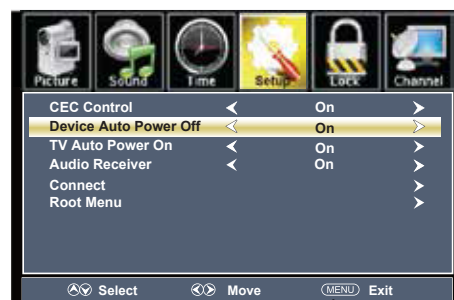 Picture Sound Time Setup Lock Channel
CEC Control On
Device Auto Power Off On
TV Auto Power On On
Audio Receiver On
Connect
Root Menu
Select Move MENU Exit